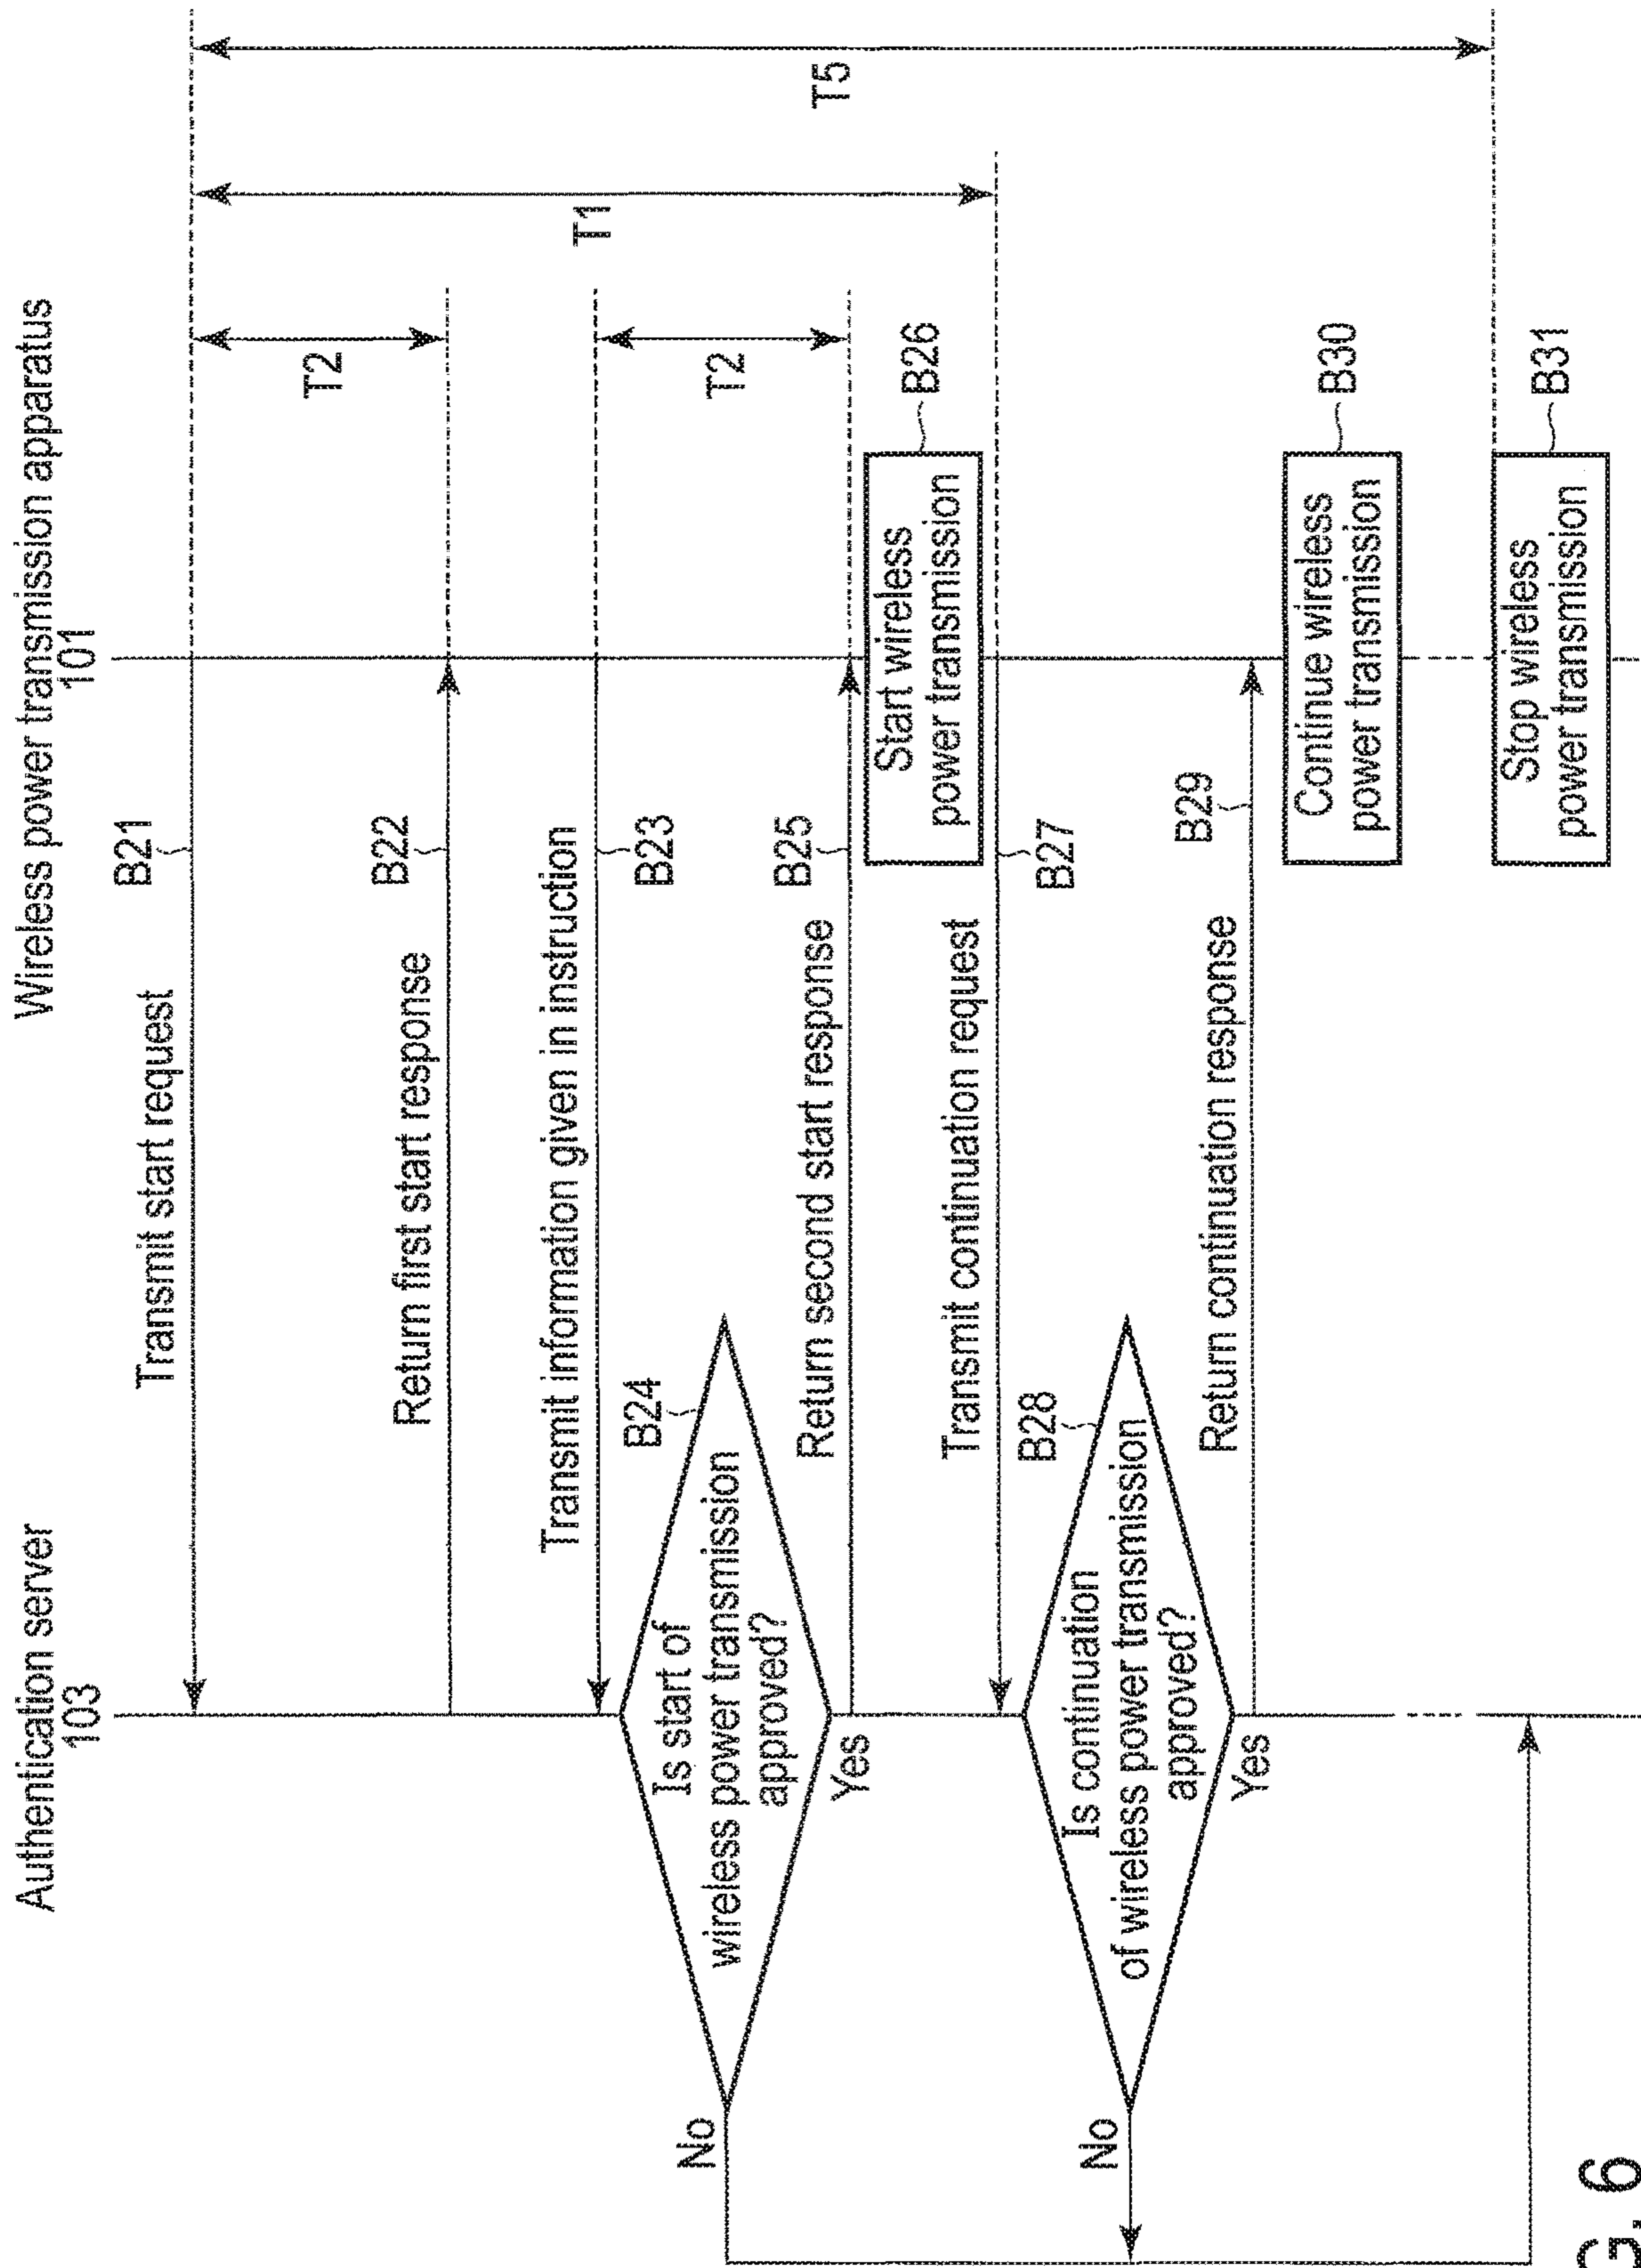 Authentication server
103
Wireless power transmission apparatus
101
B21
Transmit start request
T2
B22
Return first start response
T1
T5
Transmit information given in instruction
B23
B24
Is start of
wireless power transmission
approved?
No
Yes
T2
B25
Return second start response
B26
Start wireless
power transmission
Transmit continuation request
B27
B28
Is continuation
of wireless power transmission
approved?
No
Yes
B29
Return continuation response
Continue wireless
power transmission
B30
Stop wireless
power transmission
B31
G. 6